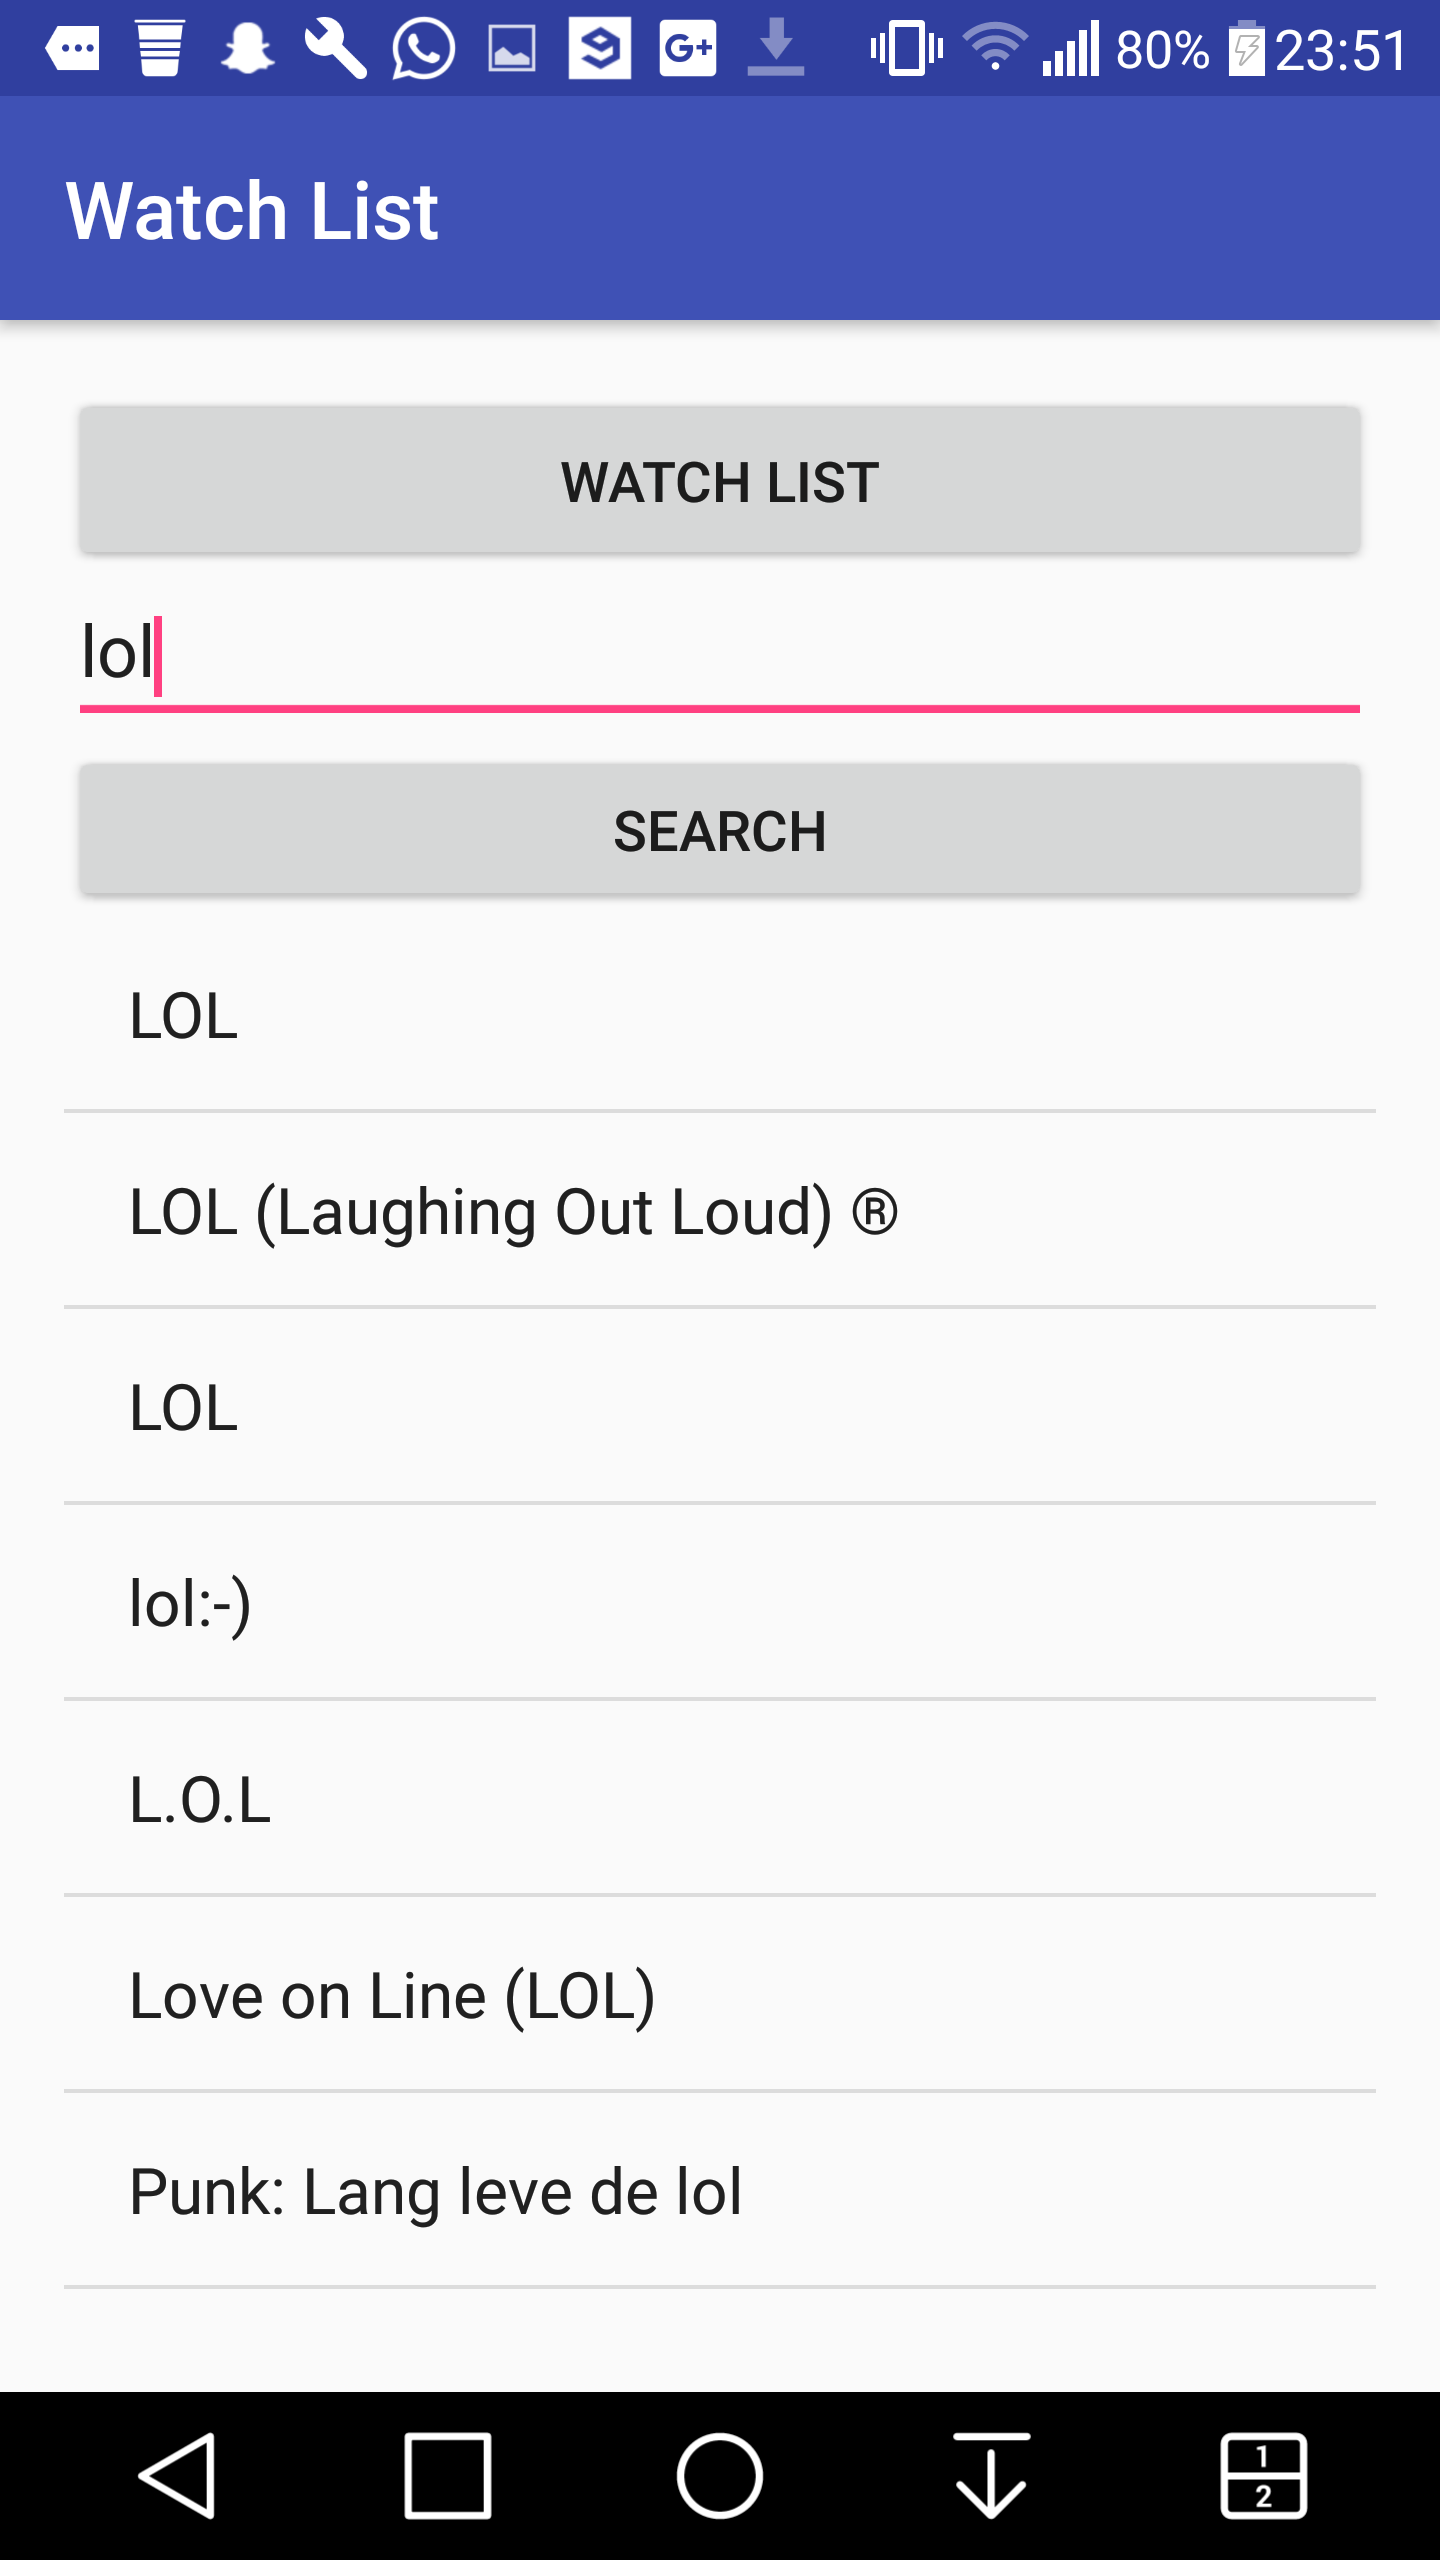 80% 23:51
Watch List
WATCH LIST
lol
SEARCH
LOL
LOL (Laughing Out Loud) ®
LOL
lol:-)
L.O.L
Love on Line (LOL)
Punk: Lang leve de lol
1
2